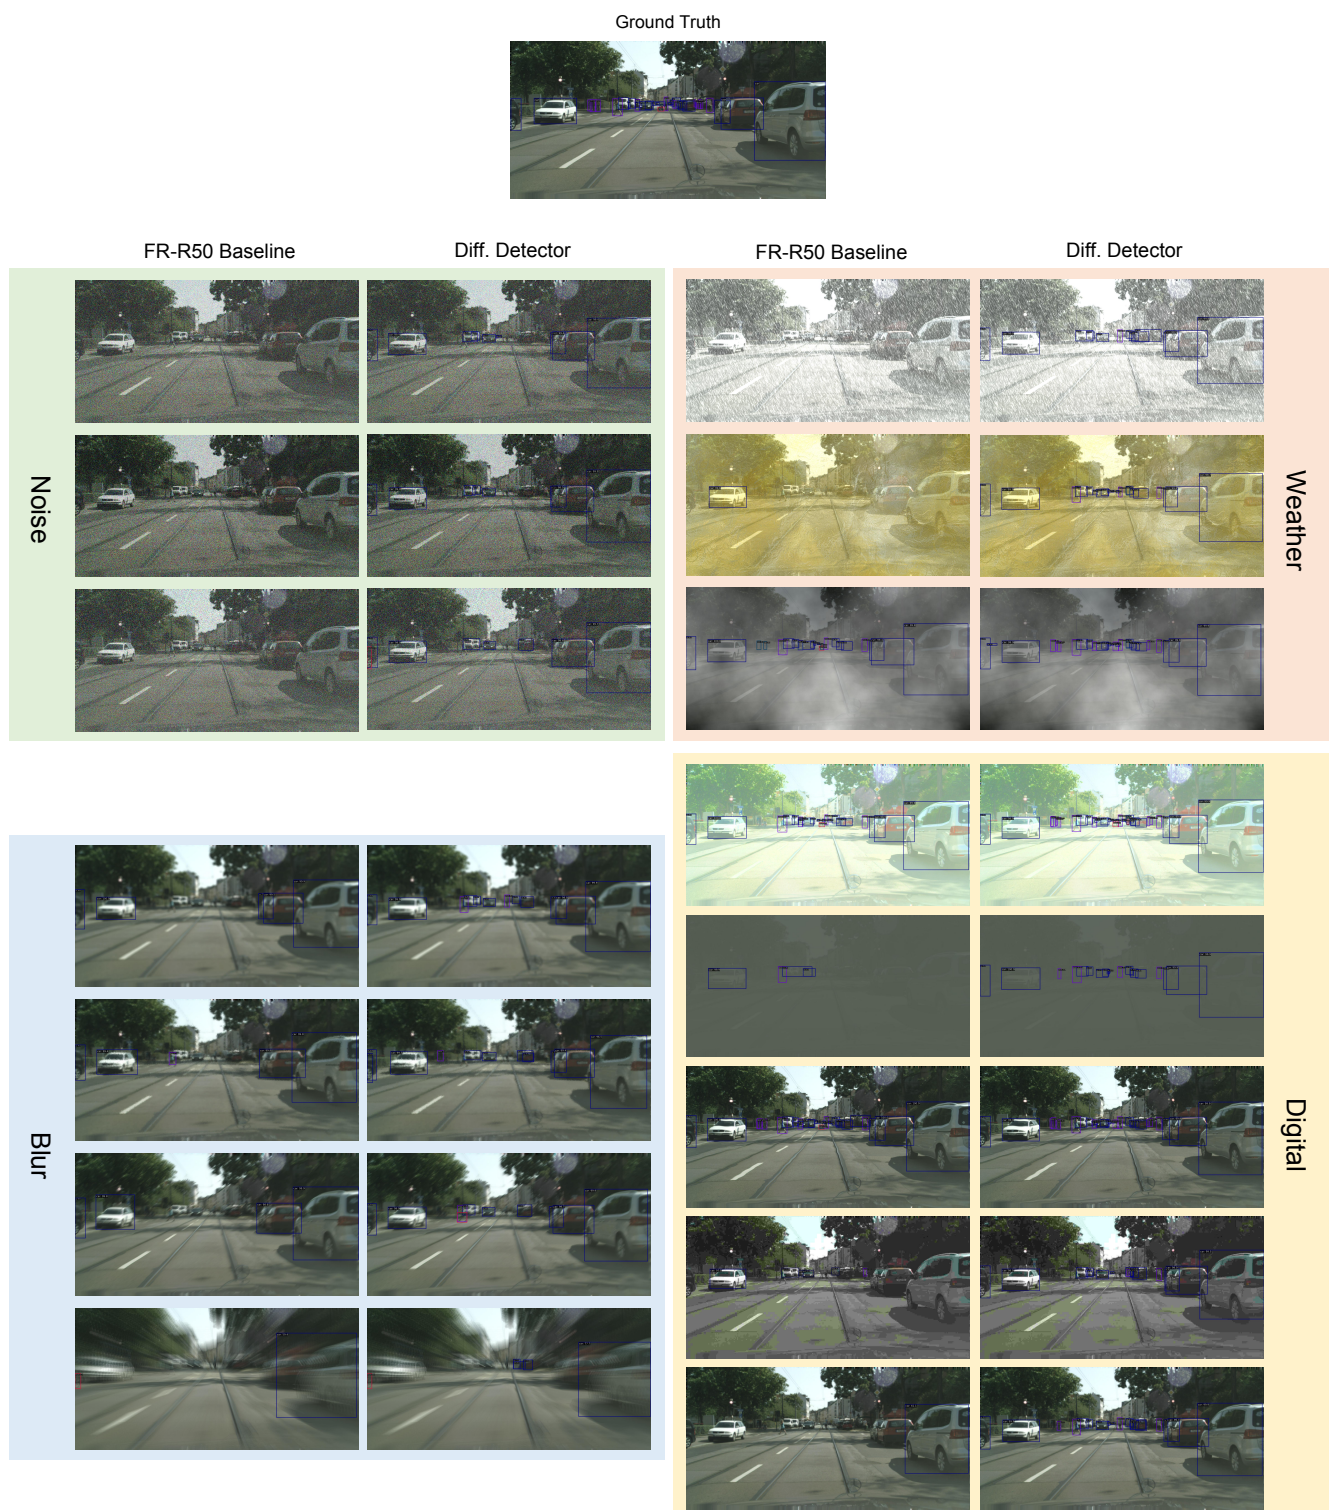 Ground Truth
FR-R50 Baseline
Diff. Detector
FR-R50 Baseline
Diff. Detector
Noise
Weather
Blur
Digital